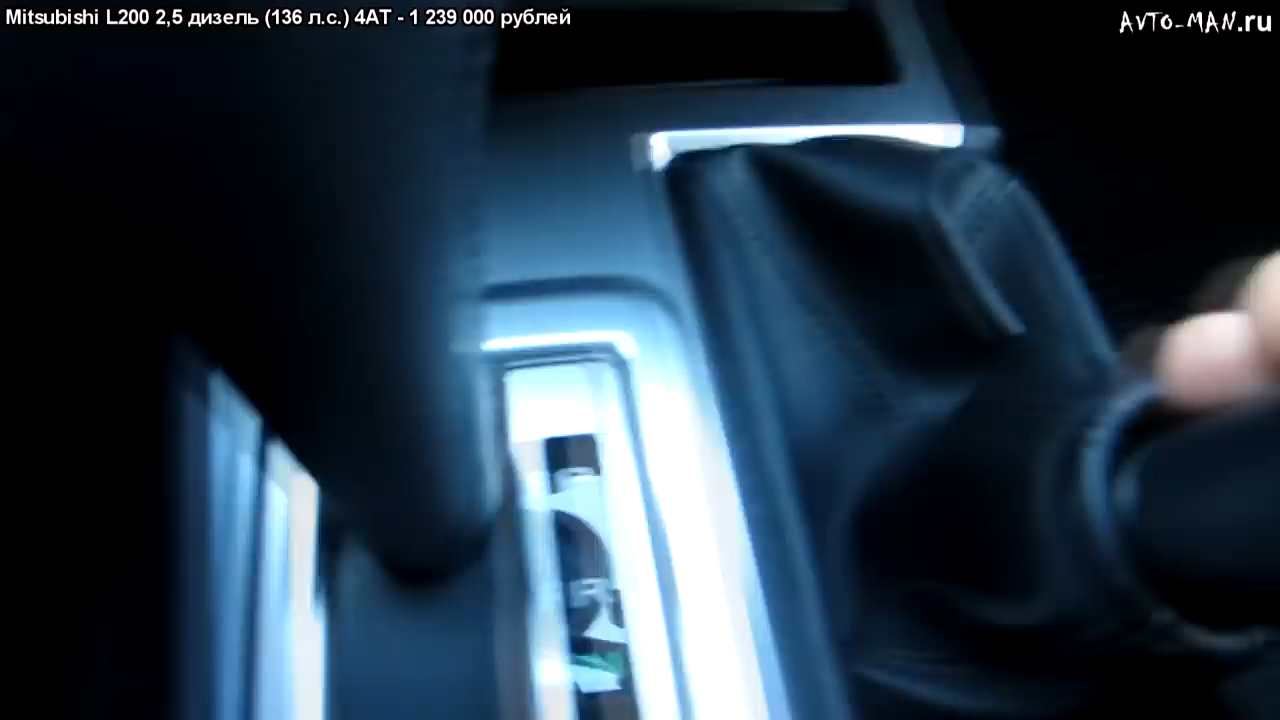 Mitsubishi L200 2,5 дизель (136 л.с.) 4AT - 1 239 000 рублей
AVTO-MAN.ru